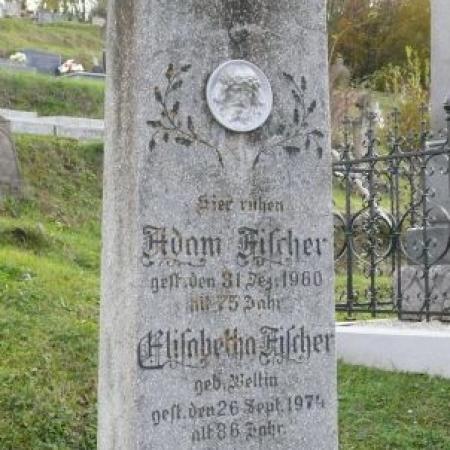 Hier ruhen
Adam Fischer
gest. den 31 Dez. 1960
alt 75 Jahr
Elisabetha Fischer
geb. Weltin
gest. den 26 Sept. 1974
alt 86 Jahr.